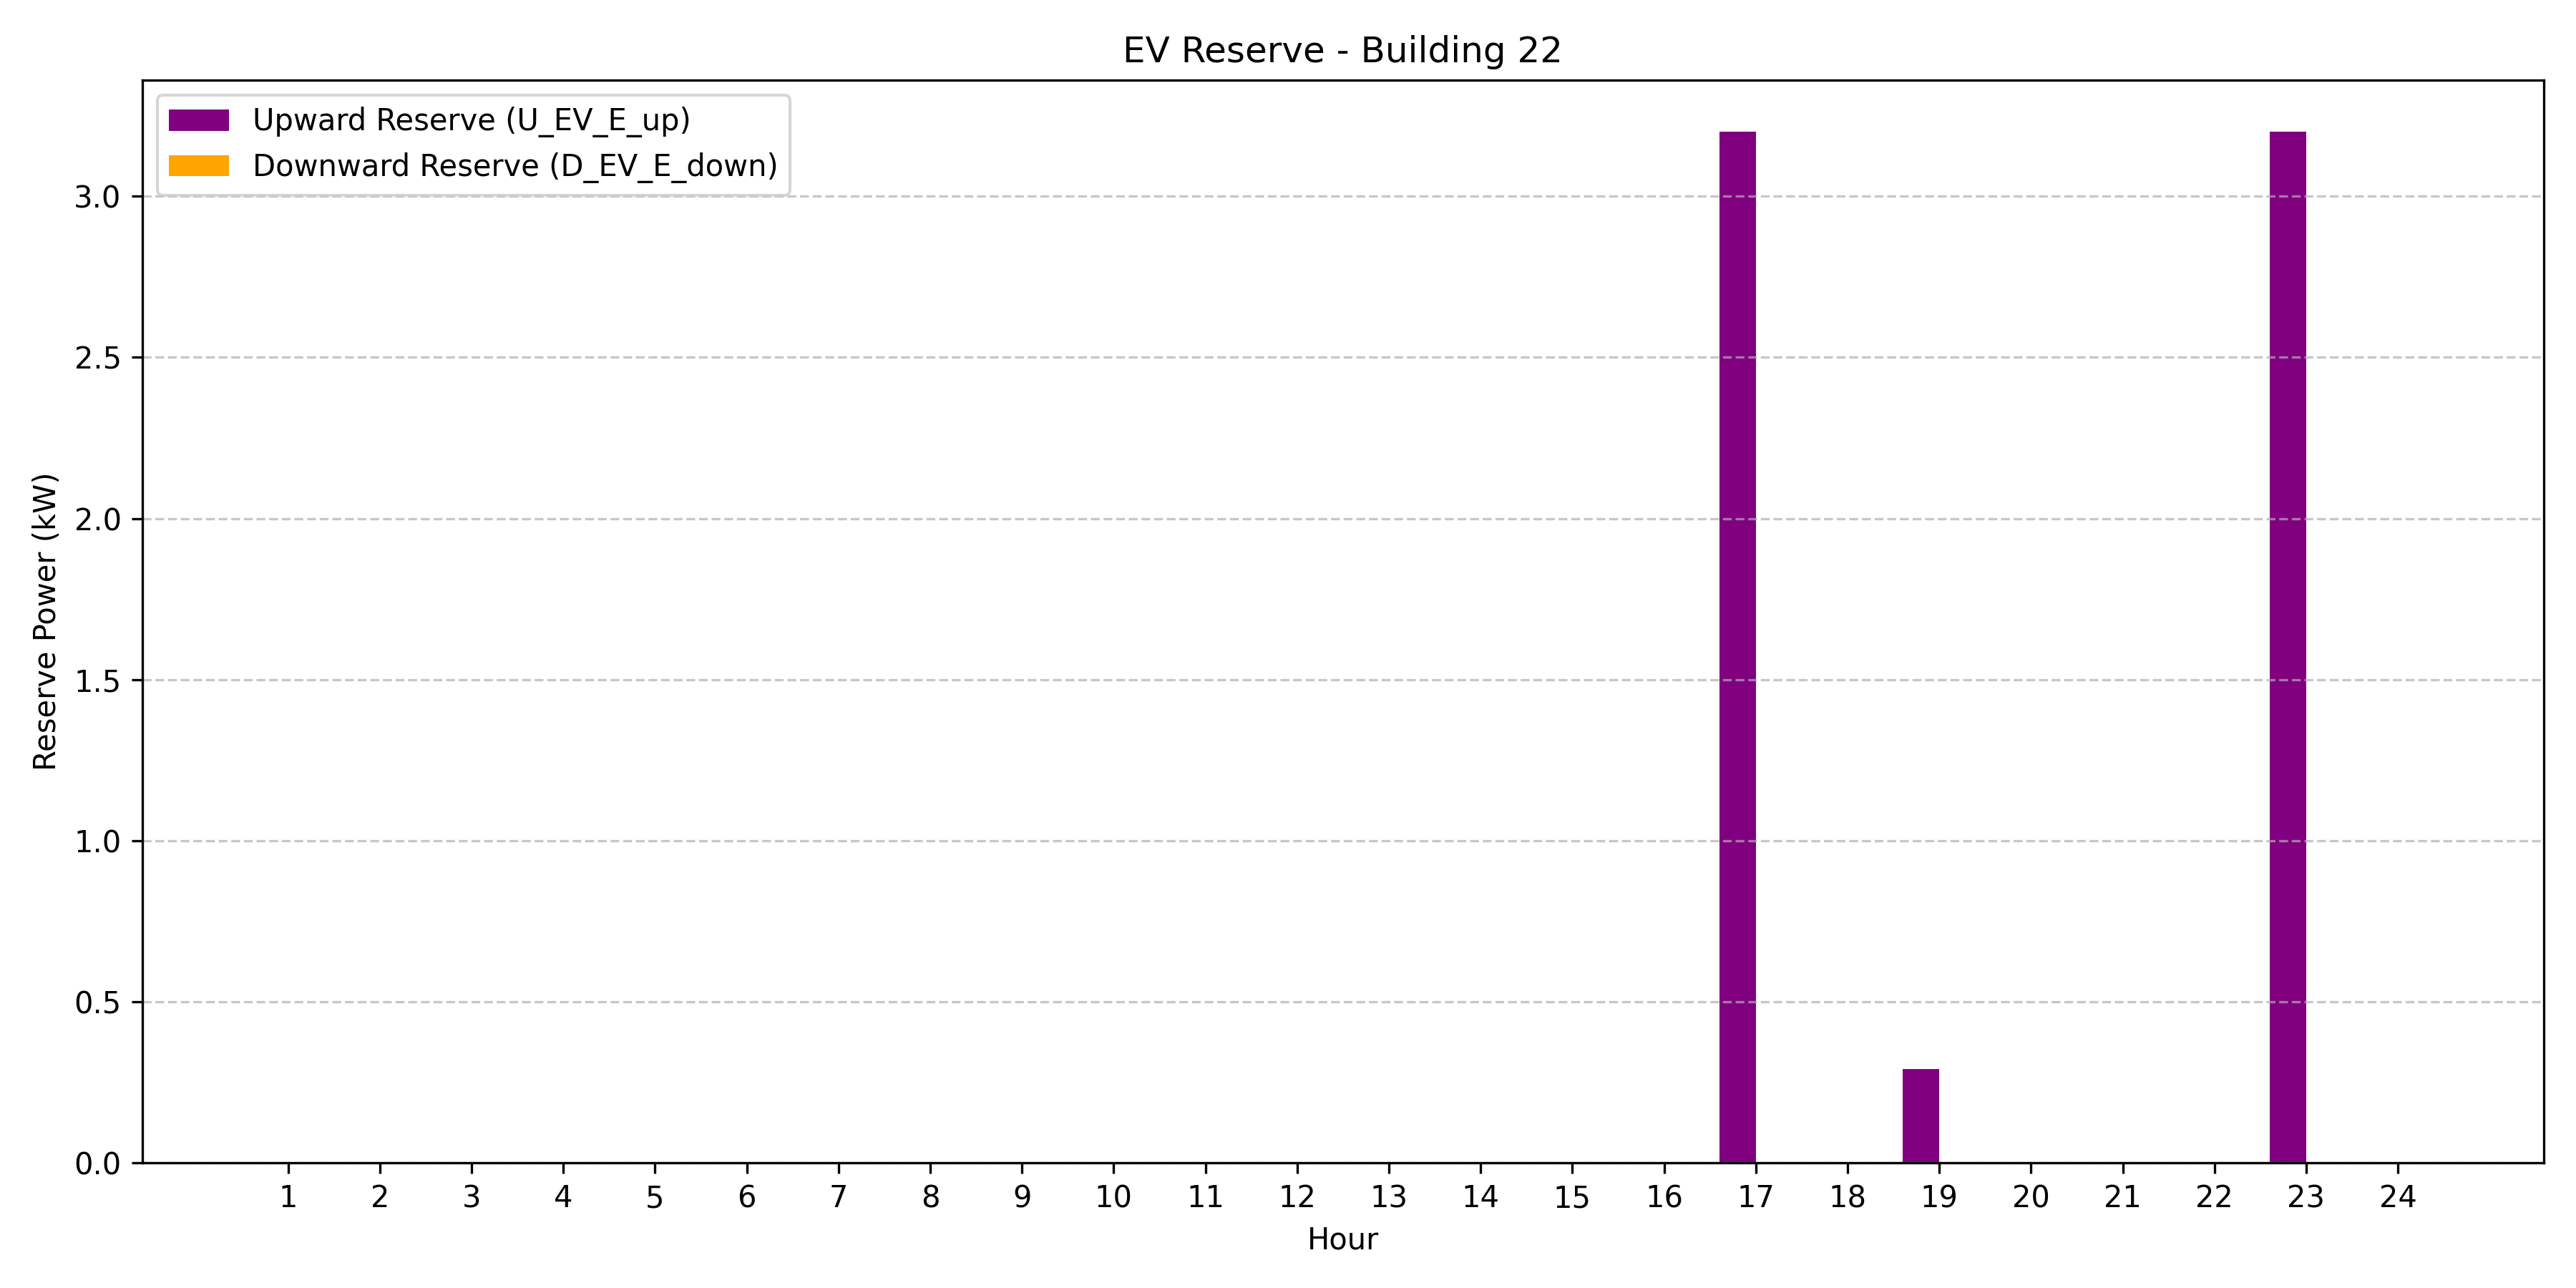 EV Reserve - Building 22
Upward Reserve (U_EV_E_up)
Downward Reserve (D_EV_E_down)
Reserve Power (kW)
3.0
2.5
2.0
1.5
1.0
0.5
0.0
1 2 3 4 5 6 7 8 9 10 11 12 13 14 15 16 17 18 19 20 21 22 23 24
Hour